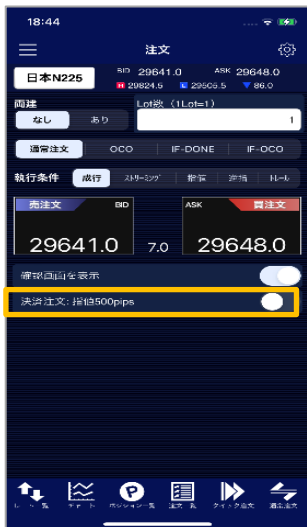 18:44
注文
日本N225
BID 29641.0 ASK 29648.0
H 29824.5 L 29505.5 ▼ 86.0
両建
なし あり
Lot数 (1Lot=1)
1
通常注文 OCO IF-DONE IF-OCO
執行条件 成行 ストリーミング 指値 逆指 トレール
売注文 BID
ASK 買注文
29641.0 7.0 29648.0
確認画面を表示
決済注文: 指値500pips
チャート ポジション一覧 クイック注文